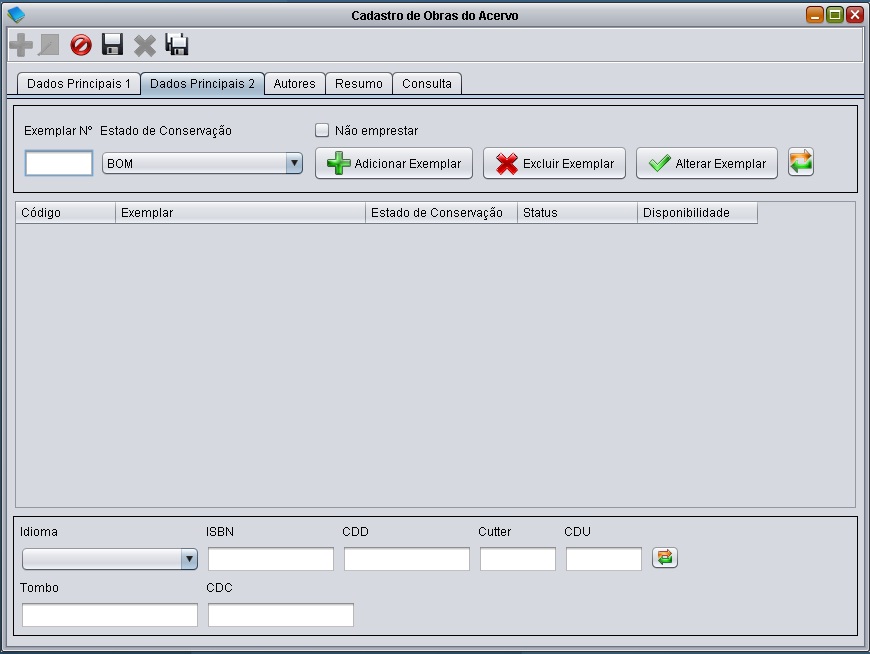 Cadastro de Obras do Acervo
Dados Principais 1 Dados Principais 2 Autores Resumo Consulta
Exemplar Nº Estado de Conservação Não emprestar
BOM Adicionar Exemplar Excluir Exemplar Alterar Exemplar
Código Exemplar Estado de Conservação Status Disponibilidade
Idioma ISBN CDD Cutter CDU
Tombo CDC